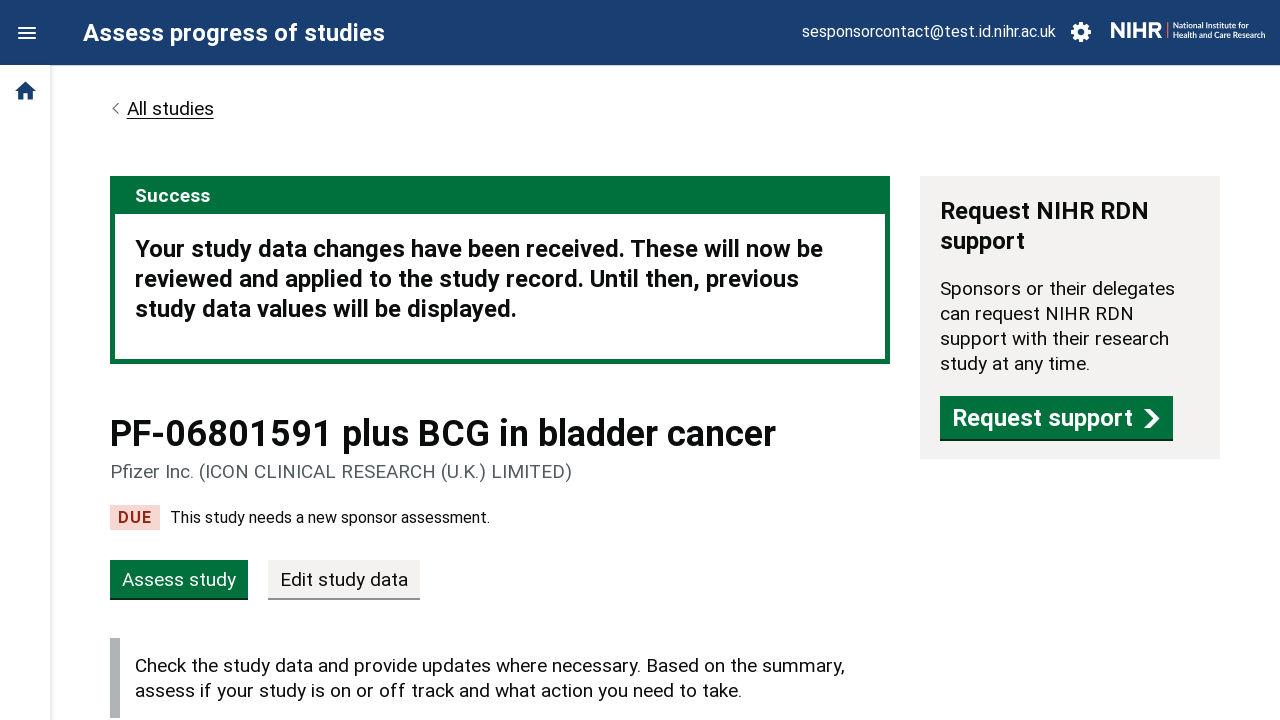 Assess progress of studies
sesponsorcontact@test.id.nihr.ac.uk
NIHR | National Institute for
Health and Care Research
All studies
Success
Your study data changes have been received. These will now be
reviewed and applied to the study record. Until then, previous
study data values will be displayed.
Request NIHR RDN
support
Sponsors or their delegates
can request NIHR RDN
support with their research
study at any time.
Request support
PF-06801591 plus BCG in bladder cancer
Pfizer Inc. (ICON CLINICAL RESEARCH (U.K.) LIMITED)
DUE This study needs a new sponsor assessment.
Assess study
Edit study data
Check the study data and provide updates where necessary. Based on the summary,
assess if your study is on or off track and what action you need to take.